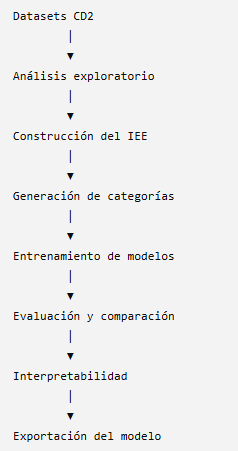 Datasets CD2
Análisis exploratorio
Construcción del IEE
Generación de categorías
Entrenamiento de modelos
Evaluación y comparación
Interpretabilidad
Exportación del modelo